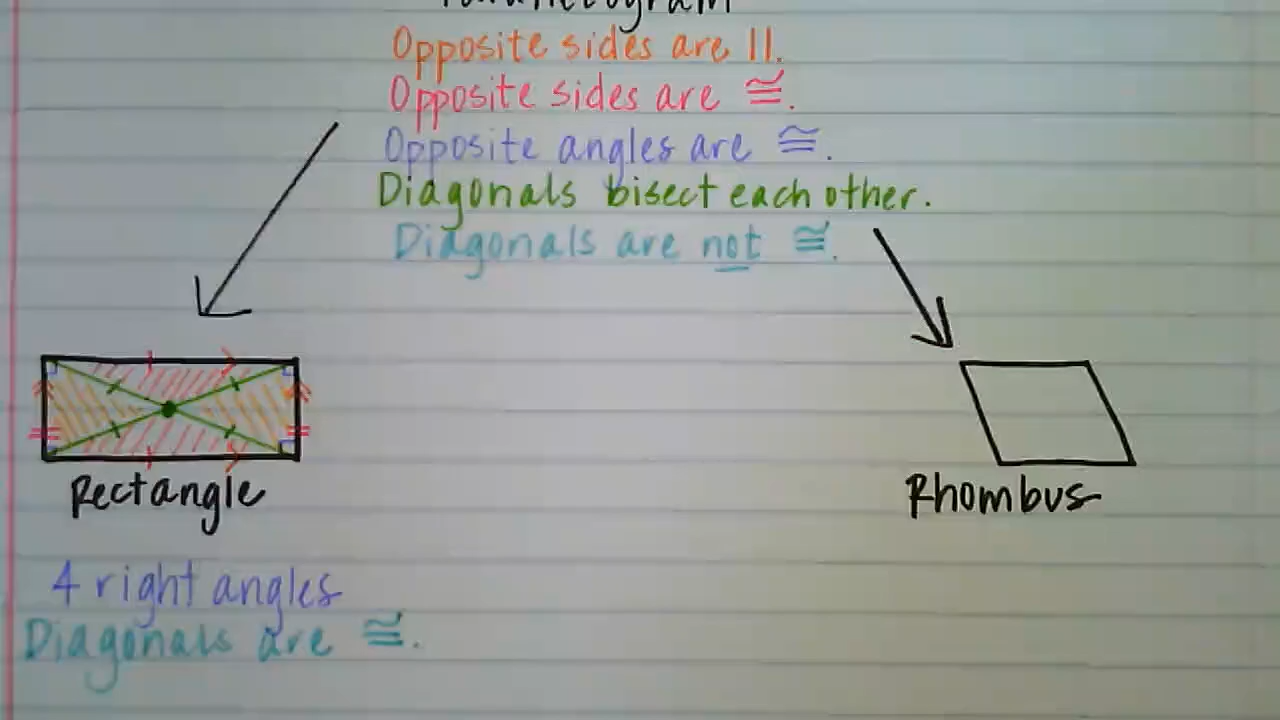 Parallelogram
Opposite sides are ||.
Opposite sides are ≅.
Opposite angles are ≅.
Diagonals bisect each other.
Diagonals are not ≅.
Rectangle
Rhombus
4 right angles
Diagonals are ≅.